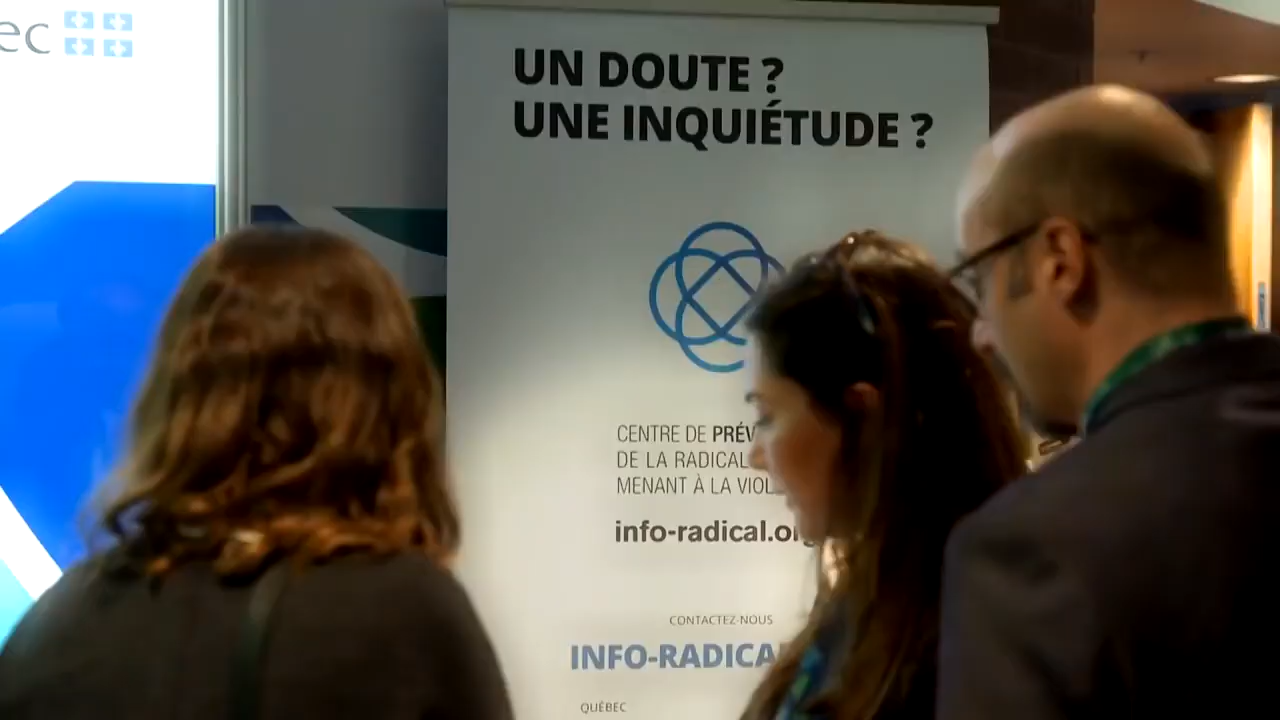 ec
UN DOUTE ?
UNE INQUIÉTUDE ?
CENTRE DE PRÉV
DE LA RADICAL
MENANT À LA VIOL
info-radical.org
CONTACTEZ-NOUS
INFO-RADICA
QUÉBEC